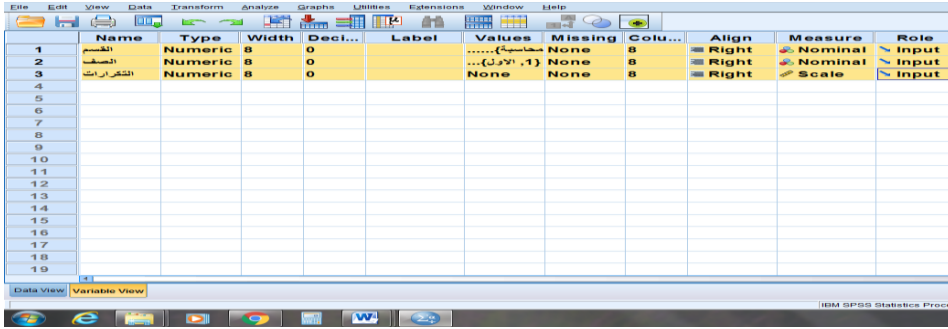 File Edit View Data Transform Analyze Graphs Utilities Extensions Window Help
Name Type Width Deci... Label Values Missing Colu... Align Measure Role
1 القسم Numeric 8 0 محاسبة}...... None 8 Right Nominal Input
2 الصف Numeric 8 0 {1, الاول}... None 8 Right Nominal Input
3 التكرارات Numeric 8 0 None None 8 Right Scale Input
4
5
6
7
8
9
10
11
12
13
14
15
16
17
18
19
Data View Variable View
IBM SPSS Statistics Proc